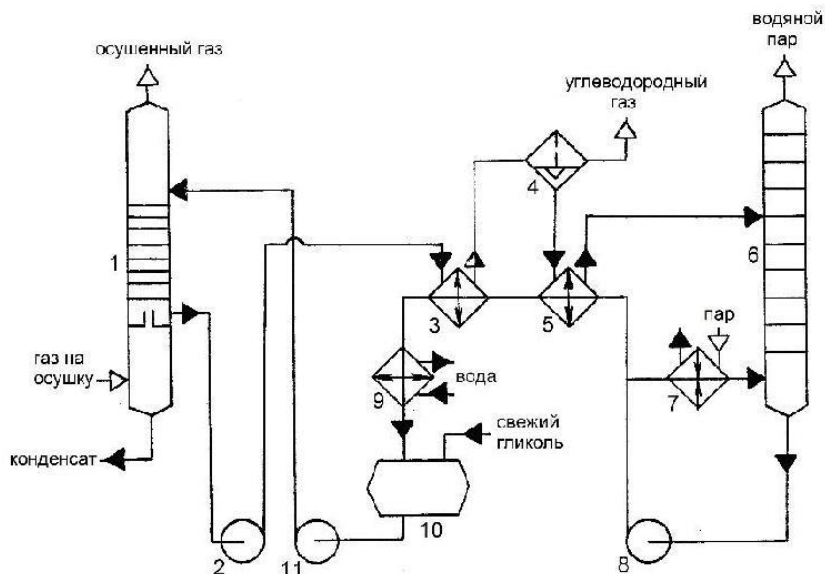 осушенный газ
водяной
пар
углеводородный
газ
4
1
6
3
5
пар
газ на
осушку
вода
7
9
свежий
гликоль
конденсат
10
2
11
8